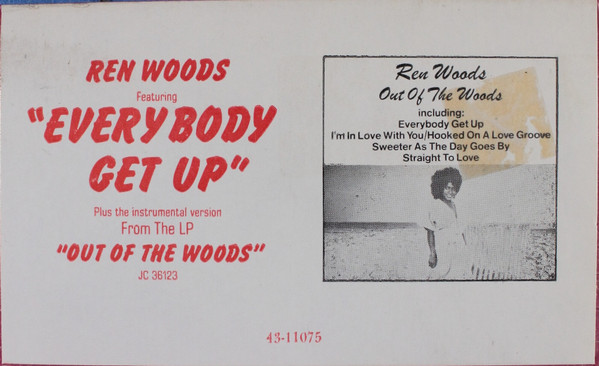 REN WOODS
Featuring
"EVERYBODY
GET UP"
Plus the instrumental version
From The LP
"OUT OF THE WOODS"
JC 36123
Ren Woods
Out Of The Woods
including:
Everybody Get Up
I'm In Love With You/Hooked On A Love Groove
Sweeter As The Day Goes By
Straight To Love
43-11075